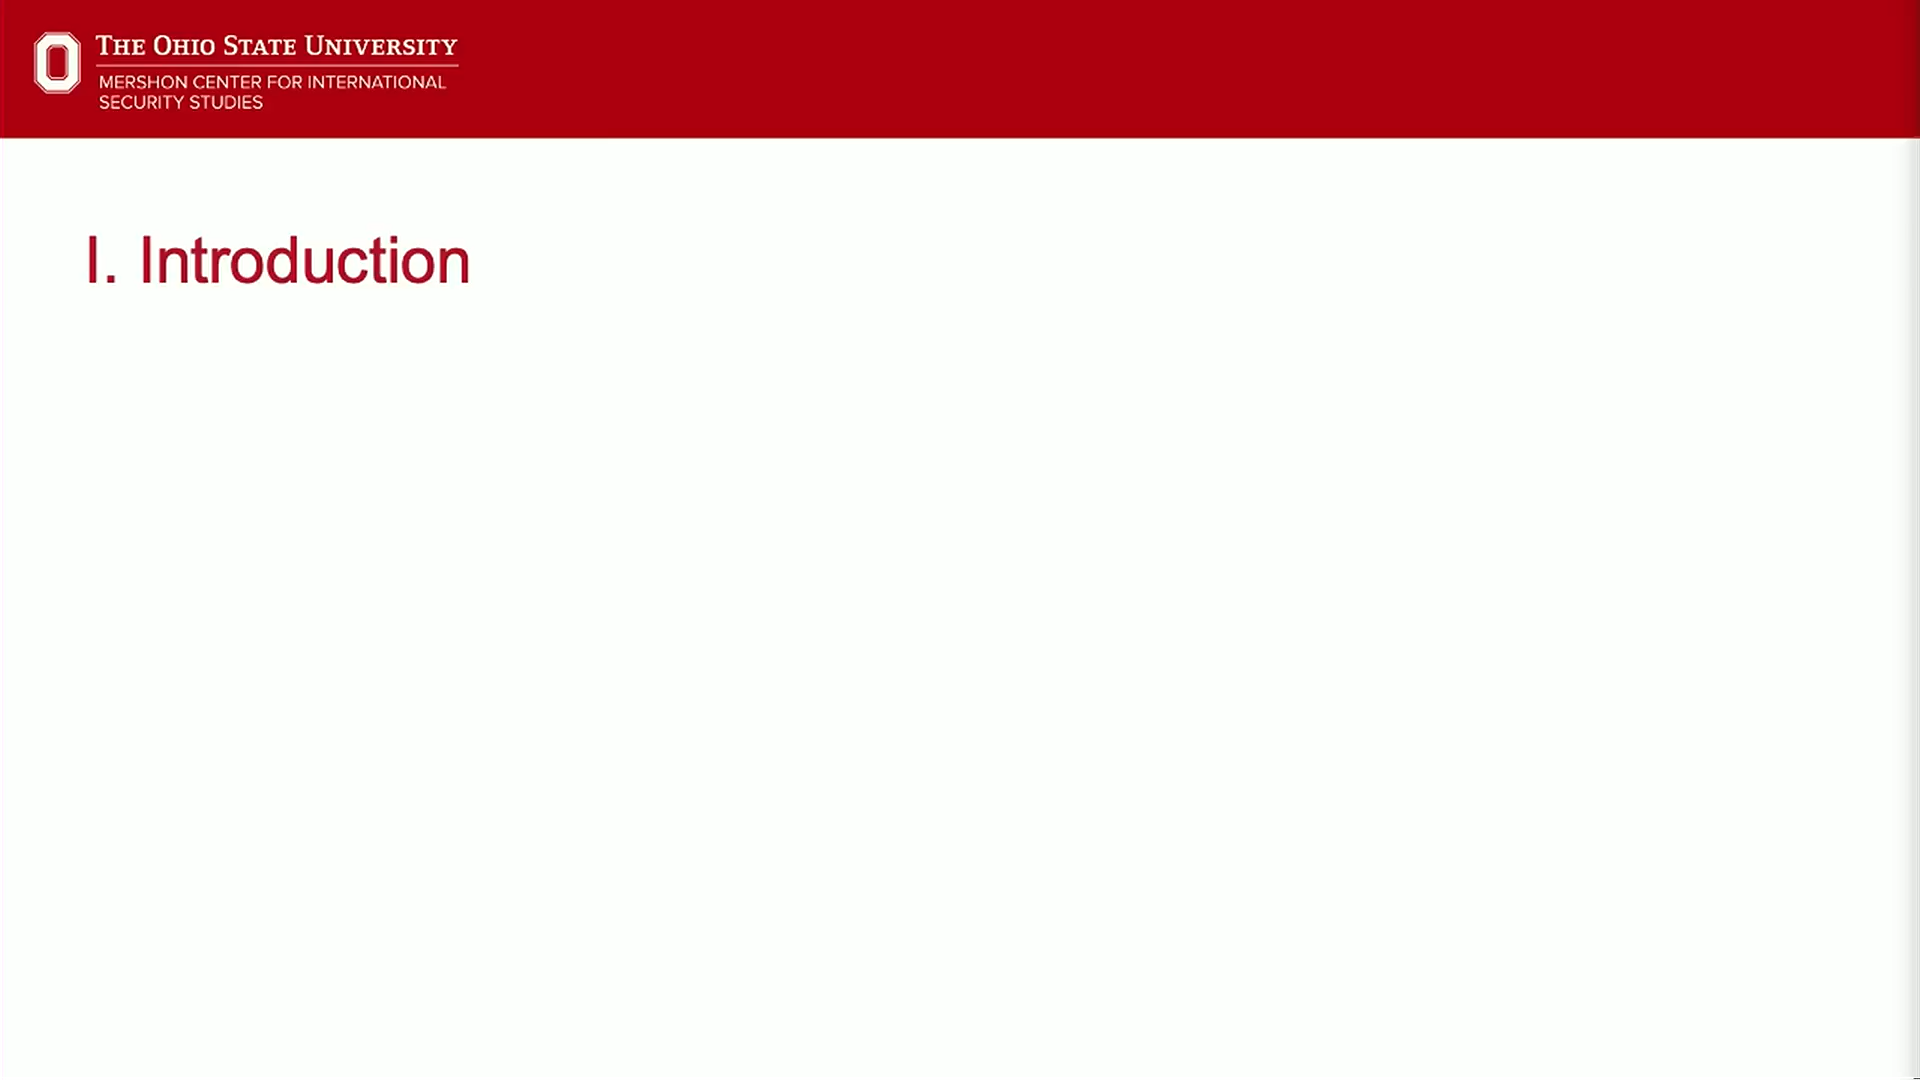 The Ohio State University
MERSHON CENTER FOR INTERNATIONAL
SECURITY STUDIES
I. Introduction